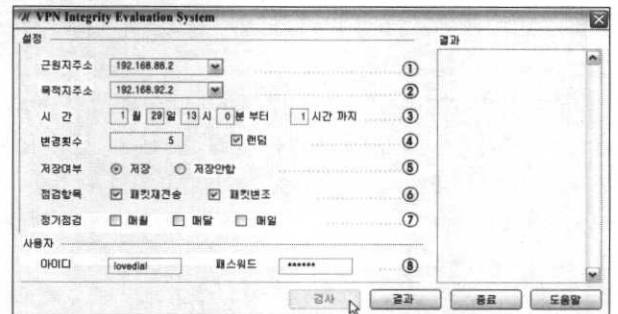 VPN Integrity Evaluation System
설정
근원지주소 192.168.86.2 ①
목적지주소 192.168.92.2 ②
시 간 1 월 29 일 13 시 0 분 부터 1 시간 까지 ③
변경횟수 5 랜덤 ④
저장여부 저장 저장안함 ⑤
점검항목 패킷재전송 패킷변조 ⑥
정기점검 매월 매달 매일 ⑦
사용자
아이디 lovedial 패스워드 ****** ⑧
결과
검사 결과 종료 도움말